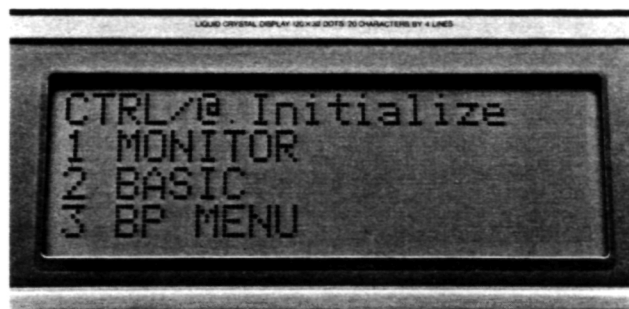 LIQUID CRYSTAL DISPLAY 120 X 32 DOTS/ 20 CHARACTERS BY 4 LINES
CTRL/@ Initialize
1 MONITOR
2 BASIC
3 BP MENU